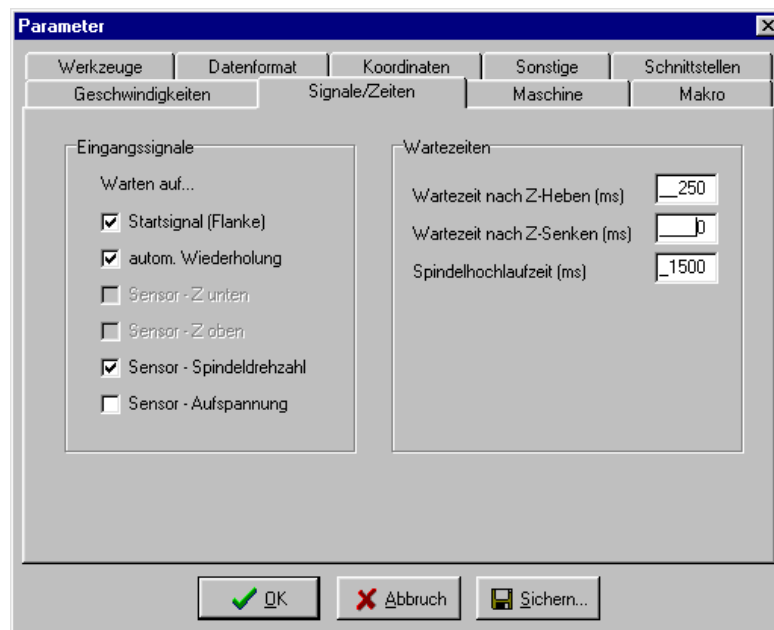 Parameter
Werkzeuge Datenformat Koordinaten Sonstige Schnittstellen
Geschwindigkeiten Signale/Zeiten Maschine Makro
Eingangssignale
Warten auf...
Startsignal (Flanke)
autom. Wiederholung
Sensor - Z unten
Sensor - Z oben
Sensor - Spindeldrehzahl
Sensor - Aufspannung
Wartezeiten
Wartezeit nach Z-Heben (ms) __250
Wartezeit nach Z-Senken (ms) ____0
Spindelhochlaufzeit (ms) _1500
OK Abbruch Sichern...